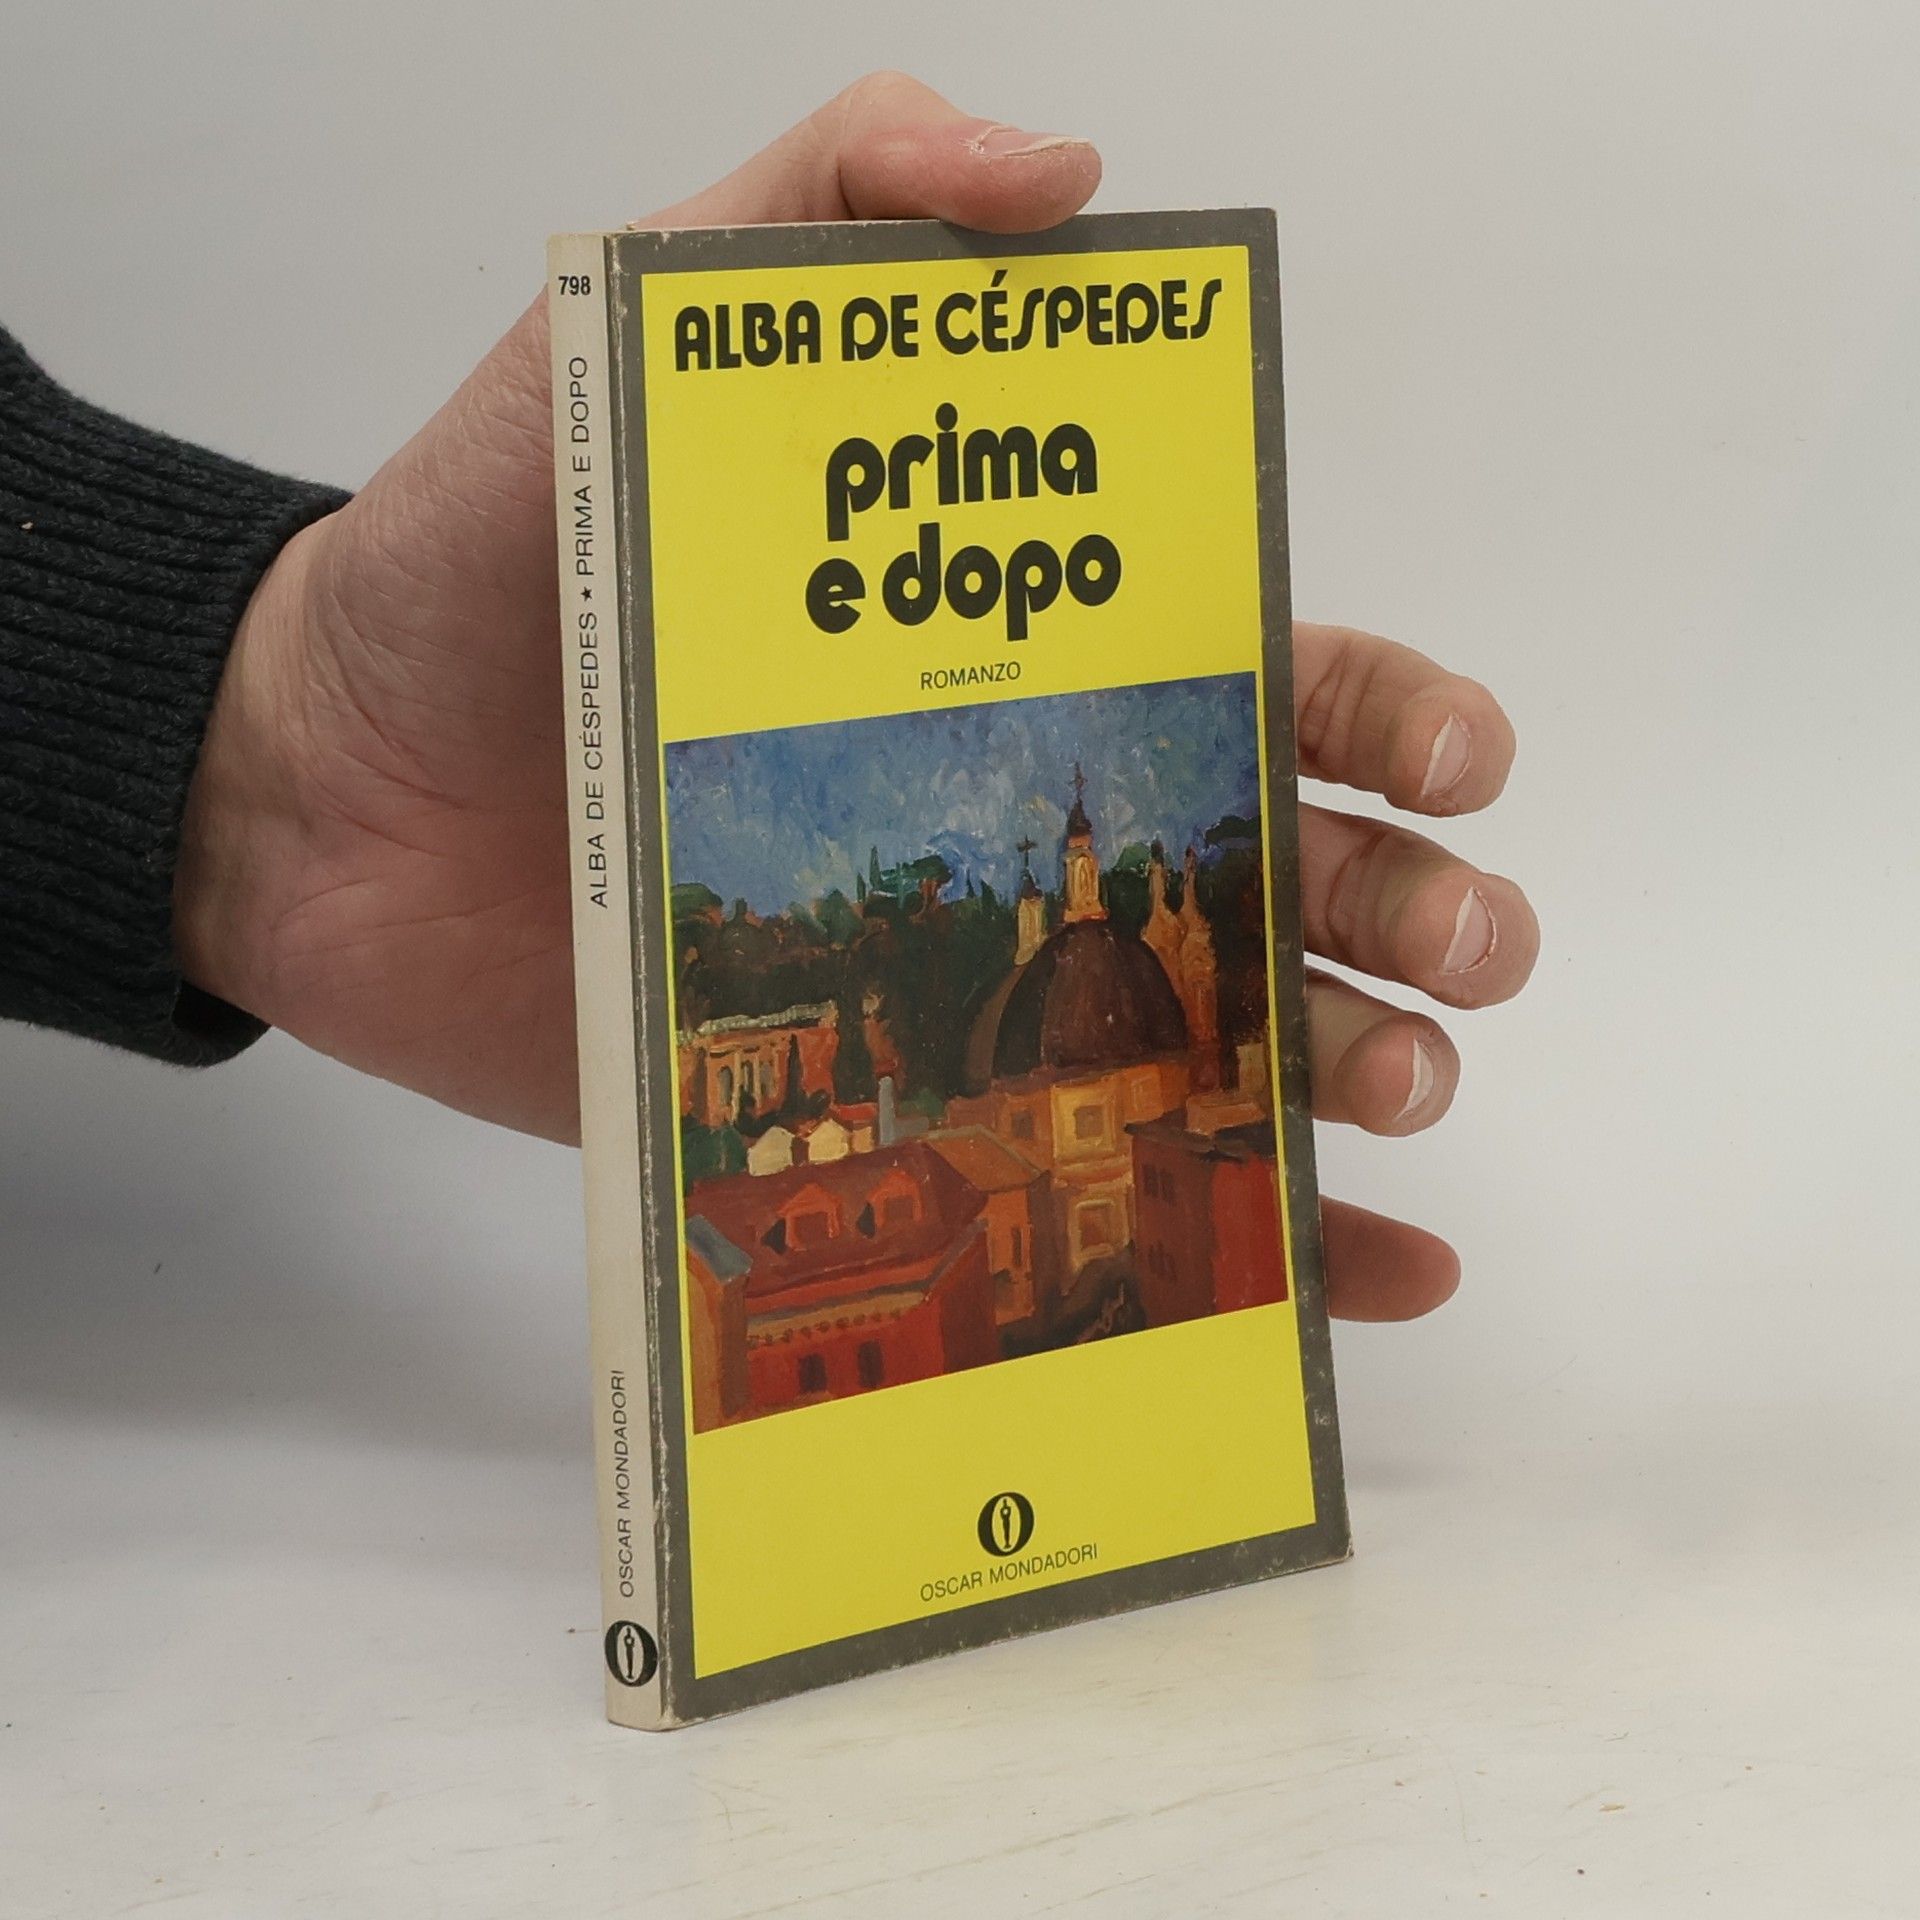 798
ALBA DE CÉSPEDES ★ PRIMA E DOPO
OSCAR MONDADORI
ALBA DE CÉSPEDES
prima
e dopo
ROMANZO
OSCAR MONDADORI